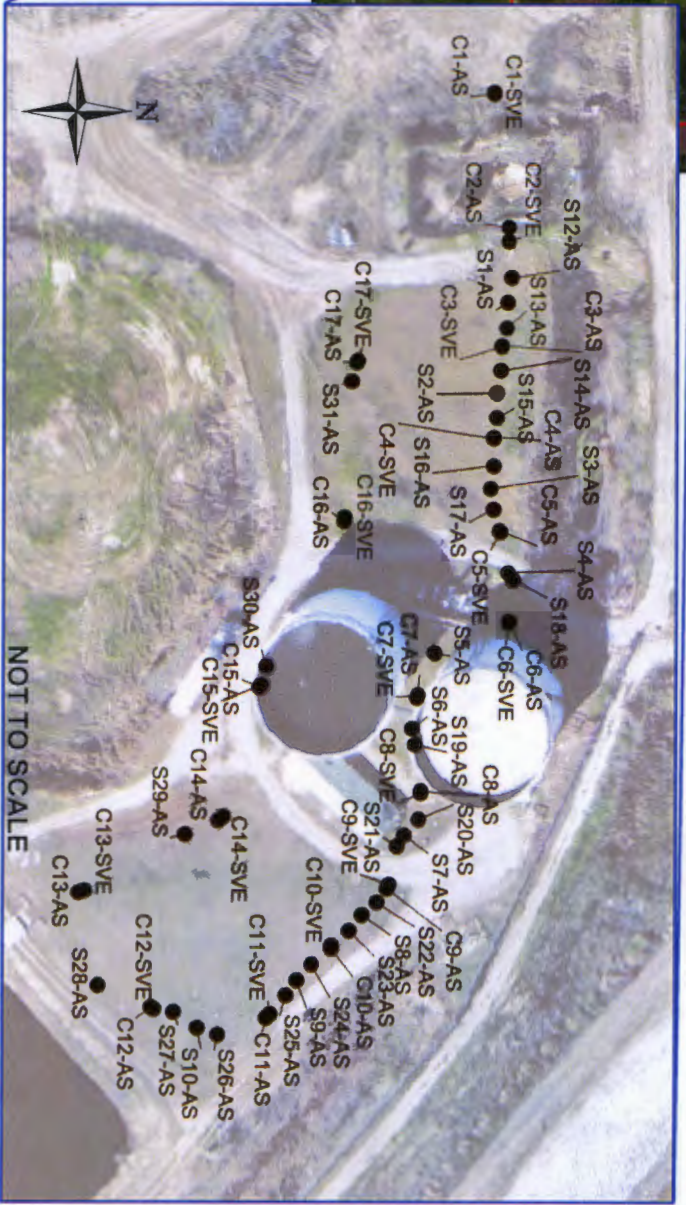 C1-SVE
C1-AS
N
S12-AS
C2-SVE
C2-AS
S1-AS
S13-AS
C3-AS
C3-SVE
S14-AS
S2-AS
S15-AS
C4-AS
C4-SVE
S16-AS
S3-AS
S17-AS
C5-AS
C5-SVE
S4-AS
S18-AS
C6-AS
C6-SVE
C17-SVE
C17-AS
S31-AS
C16-SVE
C16-AS
S5-AS
C7-AS
C7-SVE
S6-AS
S19-AS
C8-AS
C8-SVE
S20-AS
S7-AS
S21-AS
C9-SVE
C9-AS
S22-AS
S8-AS
S23-AS
C10-SVE
C10-AS
S24-AS
S9-AS
S25-AS
C11-SVE
C11-AS
S30-AS
C15-AS
C15-SVE
C14-AS
C14-SVE
S29-AS
C13-SVE
C13-AS
S28-AS
C12-SVE
C12-AS
S27-AS
S10-AS
S26-AS
NOT TO SCALE